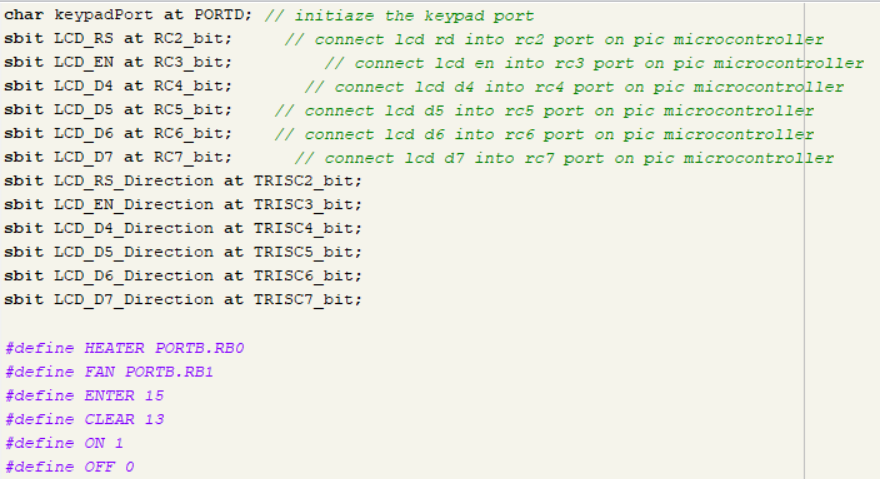 char keypadPort at PORTD; // initiaze the keypad port
sbit LCD_RS at RC2_bit; // connect lcd rd into rc2 port on pic microcontroller
sbit LCD_EN at RC3_bit; // connect lcd en into rc3 port on pic microcontroller
sbit LCD_D4 at RC4_bit; // connect lcd d4 into rc4 port on pic microcontroller
sbit LCD_D5 at RC5_bit; // connect lcd d5 into rc5 port on pic microcontroller
sbit LCD_D6 at RC6_bit; // connect lcd d6 into rc6 port on pic microcontroller
sbit LCD_D7 at RC7_bit; // connect lcd d7 into rc7 port on pic microcontroller
sbit LCD_RS_Direction at TRISC2_bit;
sbit LCD_EN_Direction at TRISC3_bit;
sbit LCD_D4_Direction at TRISC4_bit;
sbit LCD_D5_Direction at TRISC5_bit;
sbit LCD_D6_Direction at TRISC6_bit;
sbit LCD_D7_Direction at TRISC7_bit;
#define HEATER PORTB.RB0
#define FAN PORTB.RB1
#define ENTER 15
#define CLEAR 13
#define ON 1
#define OFF 0